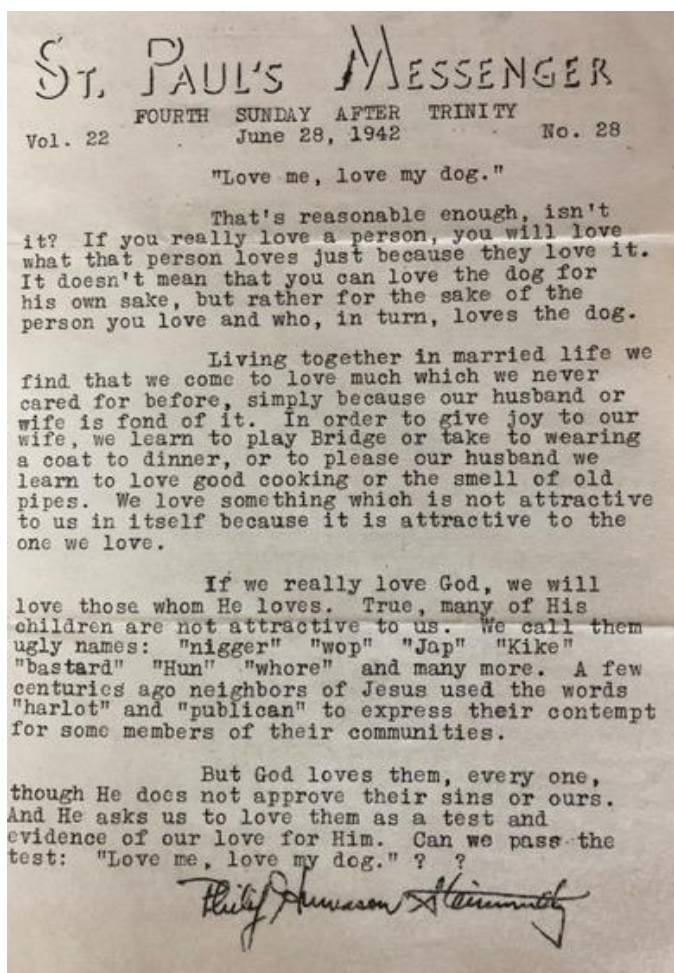 ST. PAUL'S MESSENGER
FOURTH SUNDAY AFTER TRINITY
Vol. 22 June 28, 1942 No. 28
"Love me, love my dog."
That's reasonable enough, isn't
it? If you really love a person, you will love
what that person loves just because they love it.
It doesn't mean that you can love the dog for
his own sake, but rather for the sake of the
person you love and who, in turn, loves the dog.
Living together in married life we
find that we come to love much which we never
cared for before, simply because our husband or
wife is fond of it. In order to give joy to our
wife, we learn to play Bridge or take to wearing
a coat to dinner, or to please our husband we
learn to love good cooking or the smell of old
pipes. We love something which is not attractive
to us in itself because it is attractive to the
one we love.
If we really love God, we will
love those whom He loves. True, many of His
children are not attractive to us. We call them
ugly names: "nigger" "wop" "Jap" "Kike"
"bastard" "Hun" "whore" and many more. A few
centuries ago neighbors of Jesus used the words
"harlot" and "publican" to express their contempt
for some members of their communities.
But God loves them, every one,
though He does not approve their sins or ours.
And He asks us to love them as a test and
evidence of our love for Him. Can we pass the
test: "Love me, love my dog." ? ?
Philip